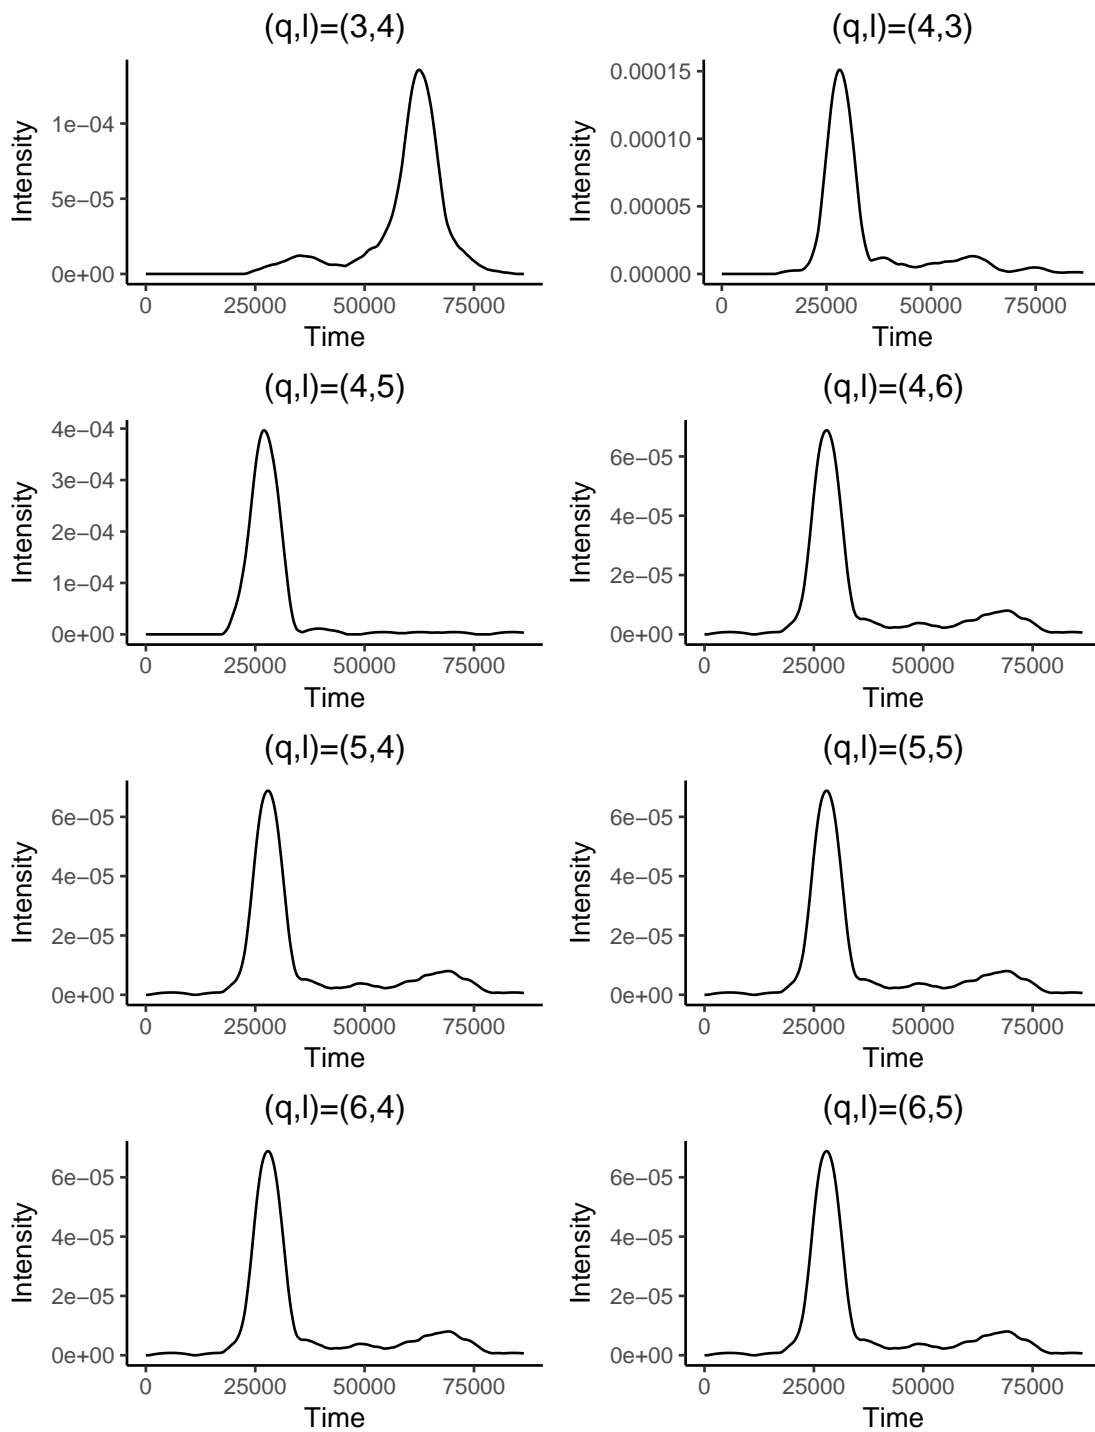 (q,l)=(3,4)
Intensity
1e−04
5e−05
0e+00
0 25000 50000 75000
Time
(q,l)=(4,3)
Intensity
0.00015
0.00010
0.00005
0.00000
0 25000 50000 75000
Time
(q,l)=(4,5)
Intensity
4e−04
3e−04
2e−04
1e−04
0e+00
0 25000 50000 75000
Time
(q,l)=(4,6)
Intensity
6e−05
4e−05
2e−05
0e+00
0 25000 50000 75000
Time
(q,l)=(5,4)
Intensity
6e−05
4e−05
2e−05
0e+00
0 25000 50000 75000
Time
(q,l)=(5,5)
Intensity
6e−05
4e−05
2e−05
0e+00
0 25000 50000 75000
Time
(q,l)=(6,4)
Intensity
6e−05
4e−05
2e−05
0e+00
0 25000 50000 75000
Time
(q,l)=(6,5)
Intensity
6e−05
4e−05
2e−05
0e+00
0 25000 50000 75000
Time